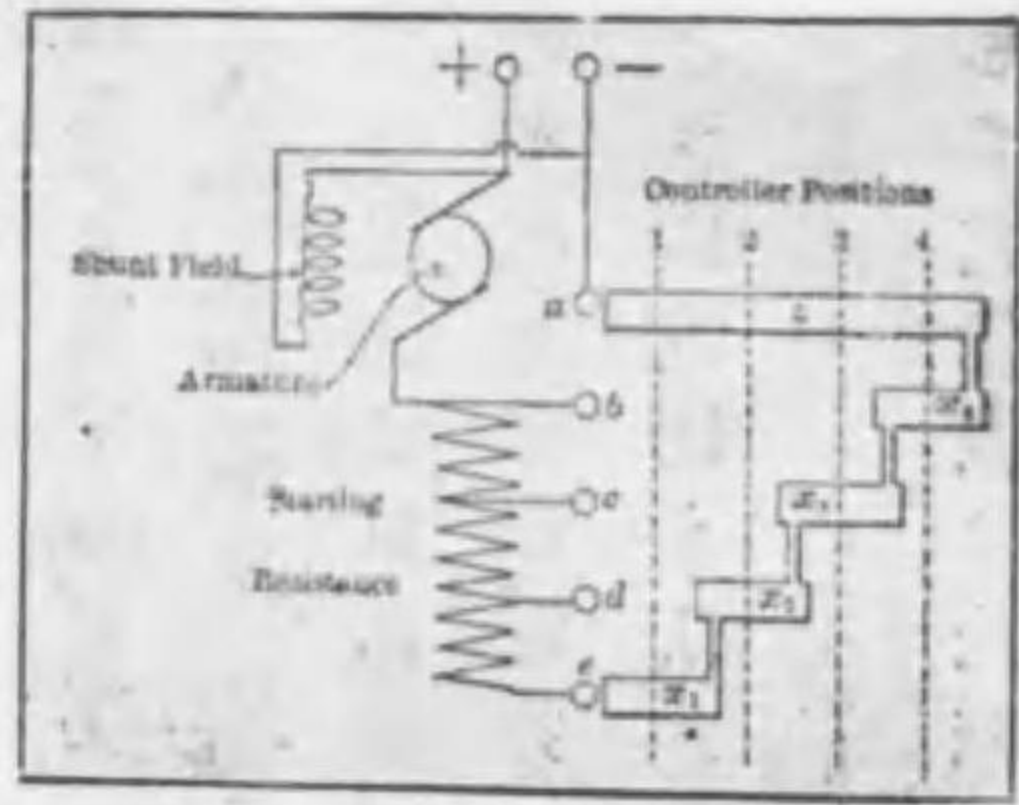 + −
Controller Positions
1 2 3 4
Shunt Field
a
Armature
b
x4
Starting
c
x3
Resistance
d
x2
e
x1